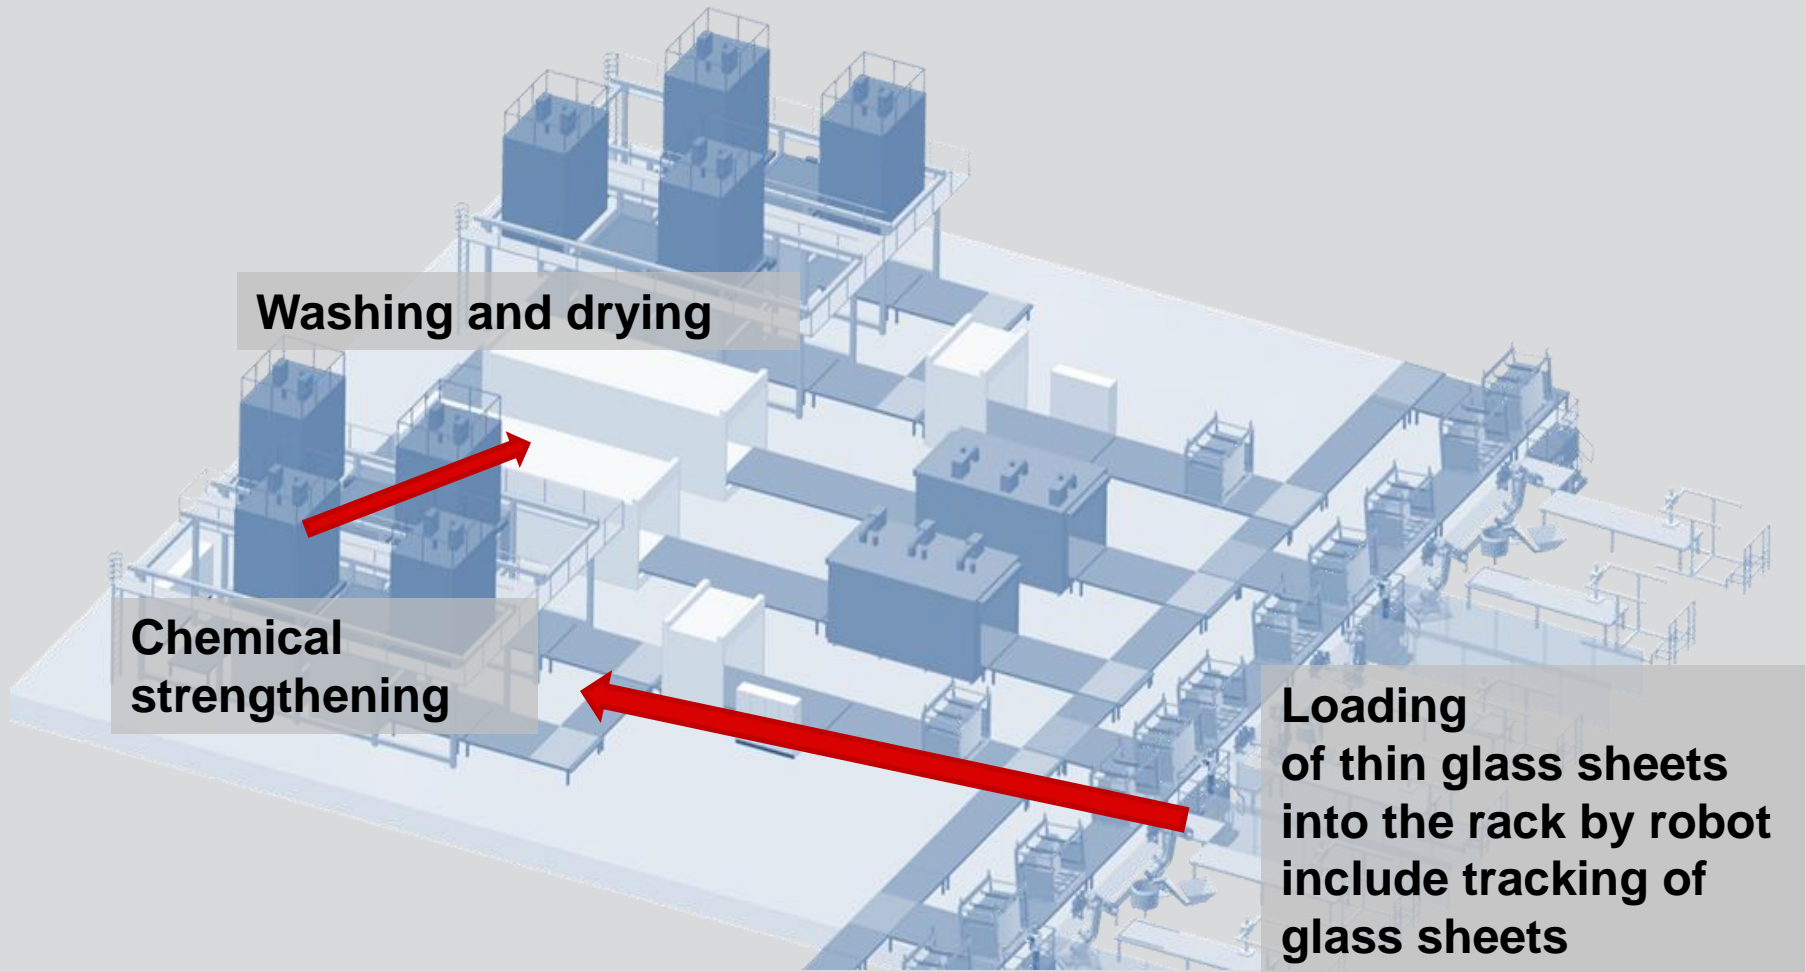 Washing and drying
Chemical
strengthening
Loading
of thin glass sheets
into the rack by robot
include tracking of
glass sheets